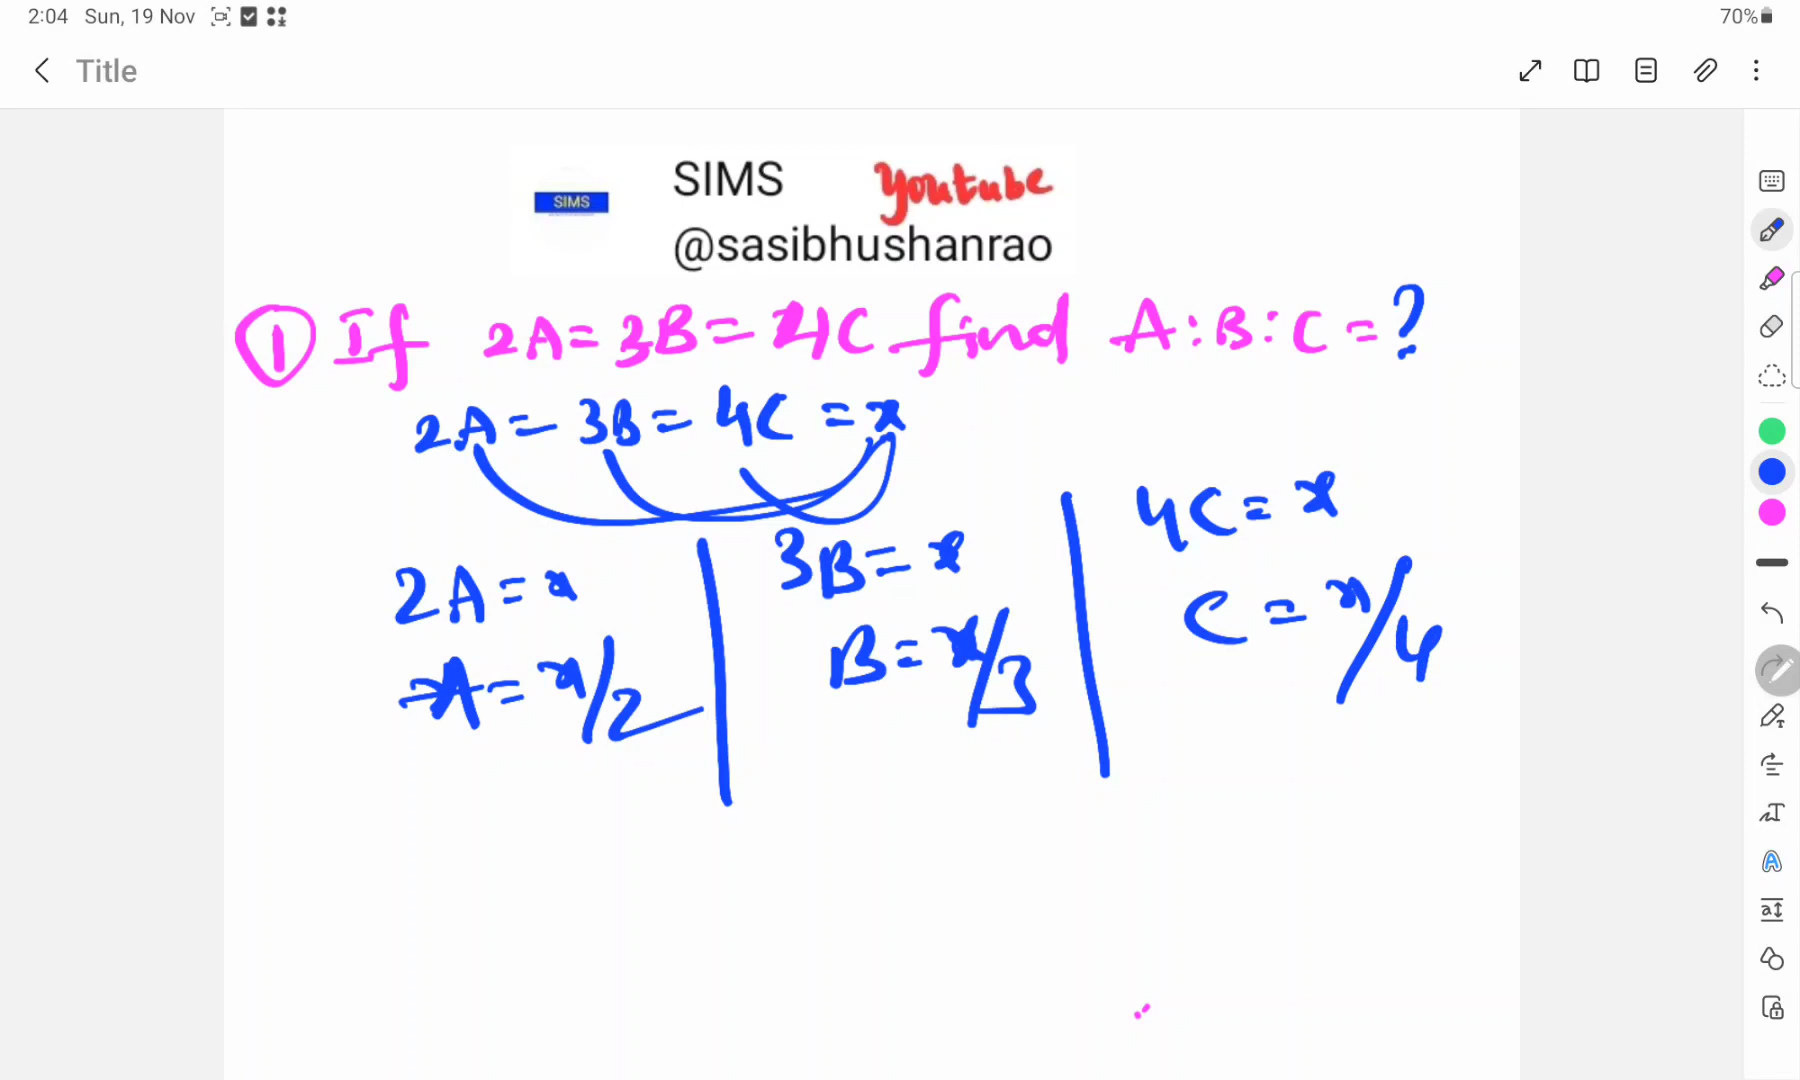 2:04 Sun, 19 Nov 70%
Title
SIMS SIMS Youtube
@sasibhushanrao
① If 2A = 3B = 4C find A : B : C = ?
2A = 3B = 4C = x
2A = x
A = x/2
3B = x
B = x/3
4C = x
C = x/4